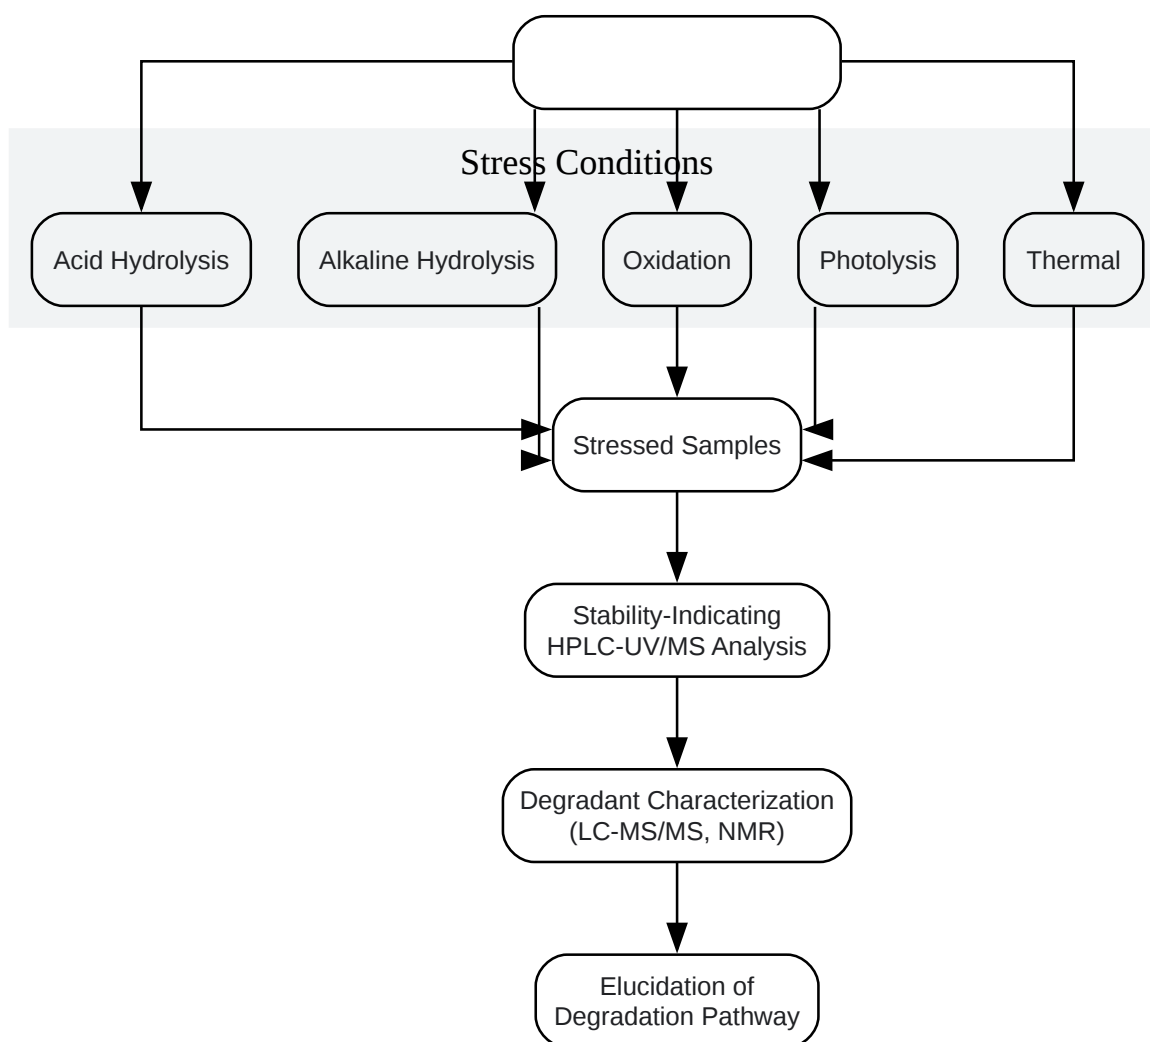 Stress Conditions
Acid Hydrolysis
Alkaline Hydrolysis
Oxidation
Photolysis
Thermal
Stressed Samples
Stability-Indicating
HPLC-UV/MS Analysis
Degradant Characterization
(LC-MS/MS, NMR)
Elucidation of
Degradation Pathway